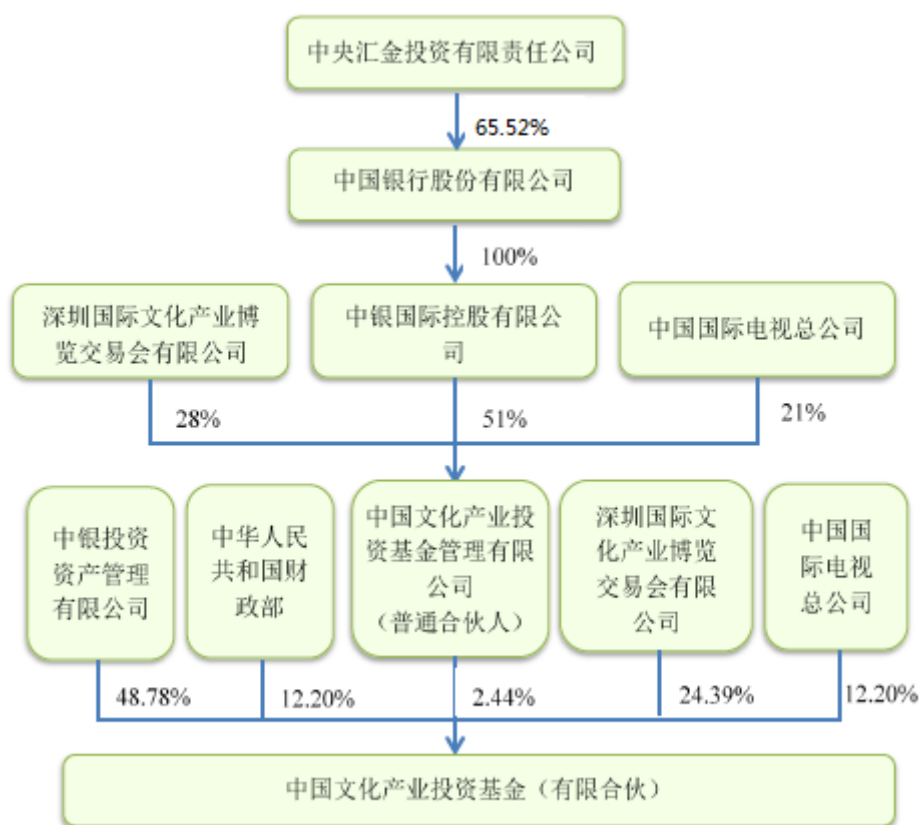 中央汇金投资有限责任公司
65.52%
中国银行股份有限公司
100%
深圳国际文化产业博
览交易会有限公司
中银国际控股有限公
司
中国国际电视总公司
28%
51%
21%
中银投资
资产管理
有限公司
中华人民
共和国财
政部
中国文化产业投
资基金管理有限
公司
（普通合伙人）
深圳国际文
化产业博览
交易会有限
公司
中国国
际电视
总公司
48.78%
12.20%
2.44%
24.39%
12.20%
中国文化产业投资基金（有限合伙）